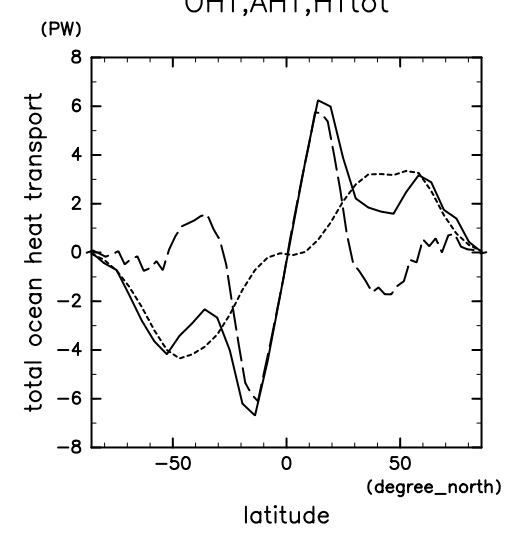 OHT,AHT,HTtot
(PW)
8
6
4
2
0
−2
−4
−6
−8
total ocean heat transport
−50 0 50
(degree_north)
latitude